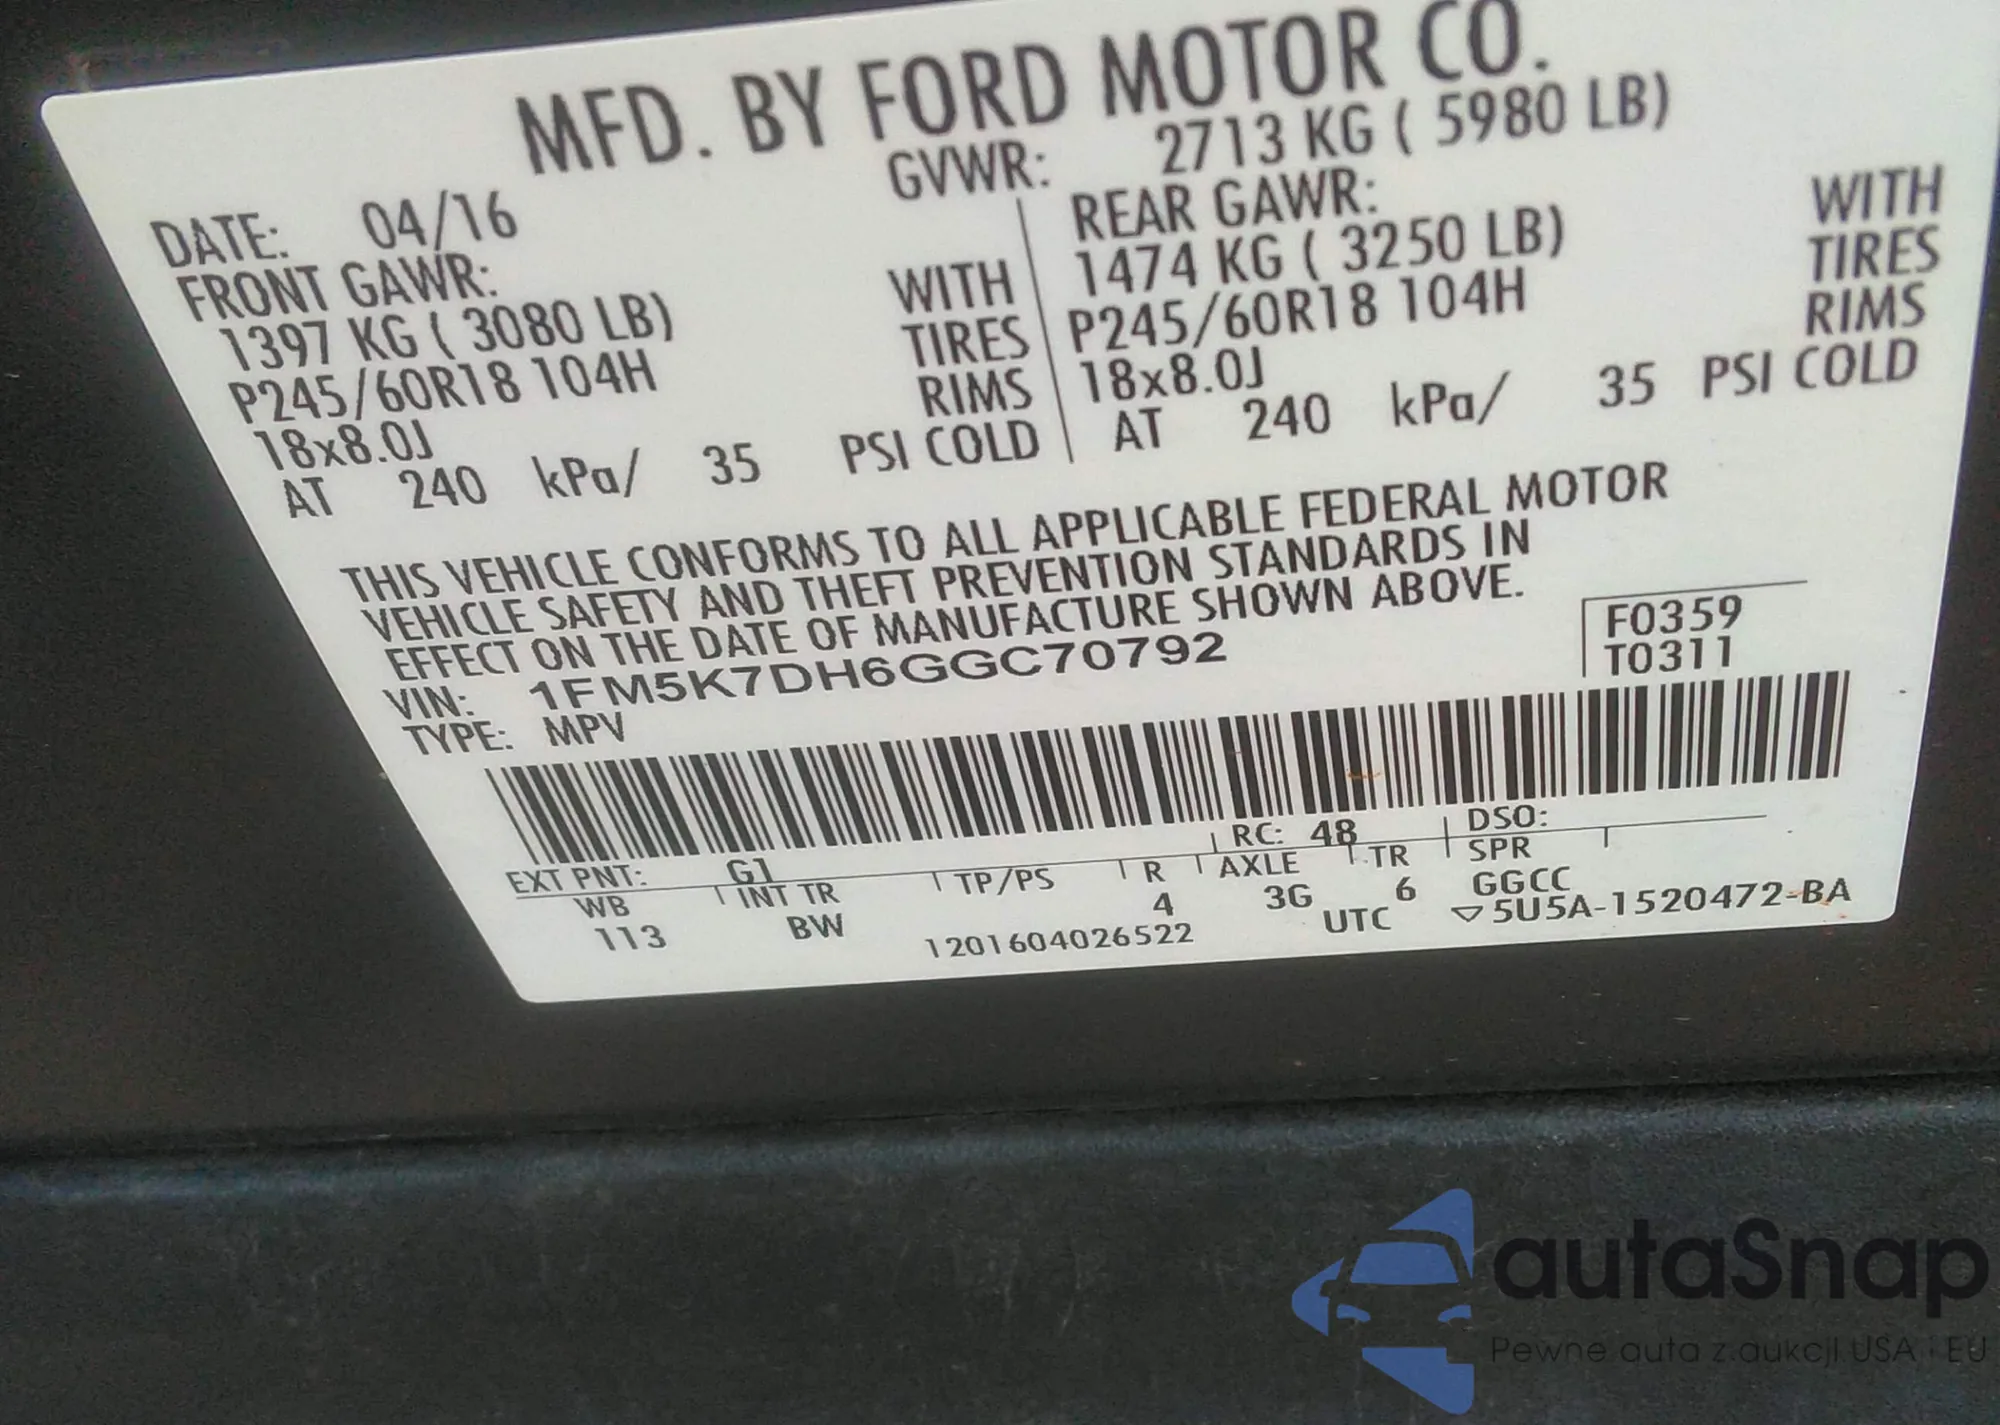 MFD. BY FORD MOTOR CO.
DATE: 04/16 GVWR: 2713 KG ( 5980 LB)
FRONT GAWR: REAR GAWR:
1397 KG ( 3080 LB) WITH 1474 KG ( 3250 LB) WITH
P245/60R18 104H TIRES P245/60R18 104H TIRES
18x8.0J RIMS 18x8.0J RIMS
AT 240 kPa/ 35 PSI COLD AT 240 kPa/ 35 PSI COLD
THIS VEHICLE CONFORMS TO ALL APPLICABLE FEDERAL MOTOR
VEHICLE SAFETY AND THEFT PREVENTION STANDARDS IN
EFFECT ON THE DATE OF MANUFACTURE SHOWN ABOVE.
VIN: 1FM5K7DH6GGC70792 F0359
TYPE: MPV T0311
EXT PNT: G1 RC: 48 DSO:
WB INT TR TP/PS R AXLE TR SPR
113 BW 4 3G 6 GGCC
1201604026522 UTC ▽5U5A-1520472-BA
autaSnap
Pewne auta z aukcji USA i EU